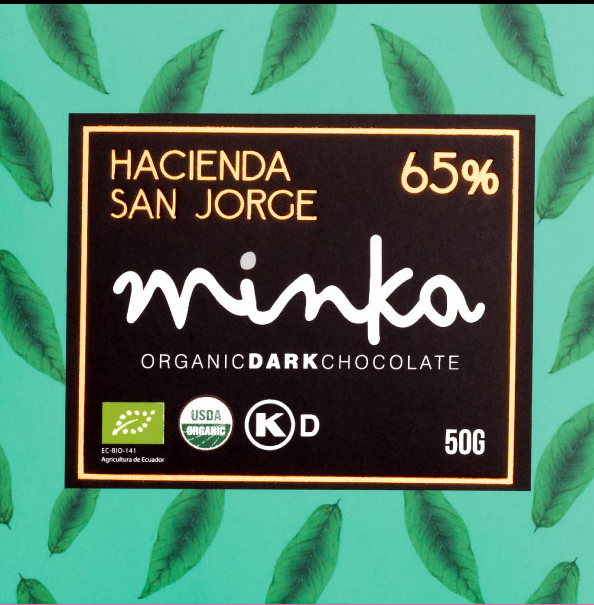 HACIENDA
SAN JORGE
65%
minka
ORGANICDARKCHOCOLATE
EC-BIO-141
Agricultura de Ecuador
USDA
ORGANIC
K D
50G